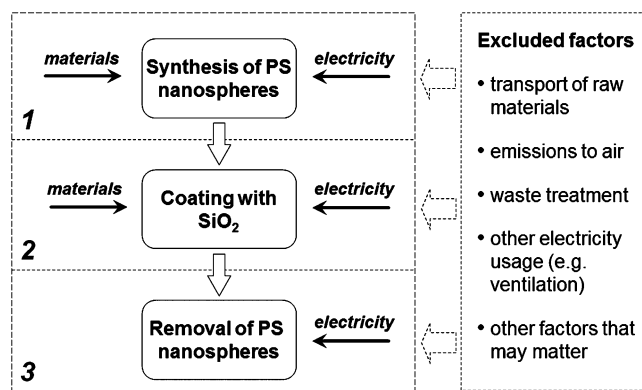 materials
Synthesis of PS
nanospheres
electricity
1
materials
Coating with
SiO₂
electricity
2
Removal of PS
nanospheres
electricity
3
Excluded factors
• transport of raw
materials
• emissions to air
• waste treatment
• other electricity
usage (e.g.
ventilation)
• other factors that
may matter